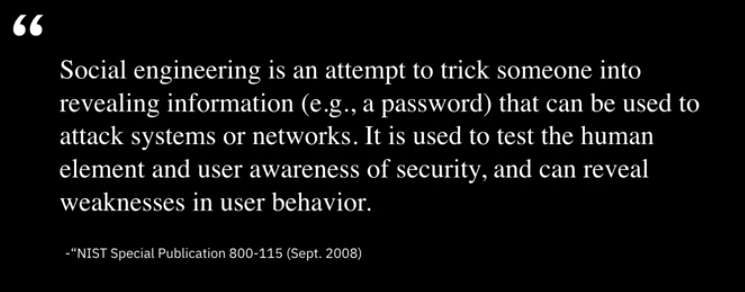 “
Social engineering is an attempt to trick someone into
revealing information (e.g., a password) that can be used to
attack systems or networks. It is used to test the human
element and user awareness of security, and can reveal
weaknesses in user behavior.
-“NIST Special Publication 800-115 (Sept. 2008)